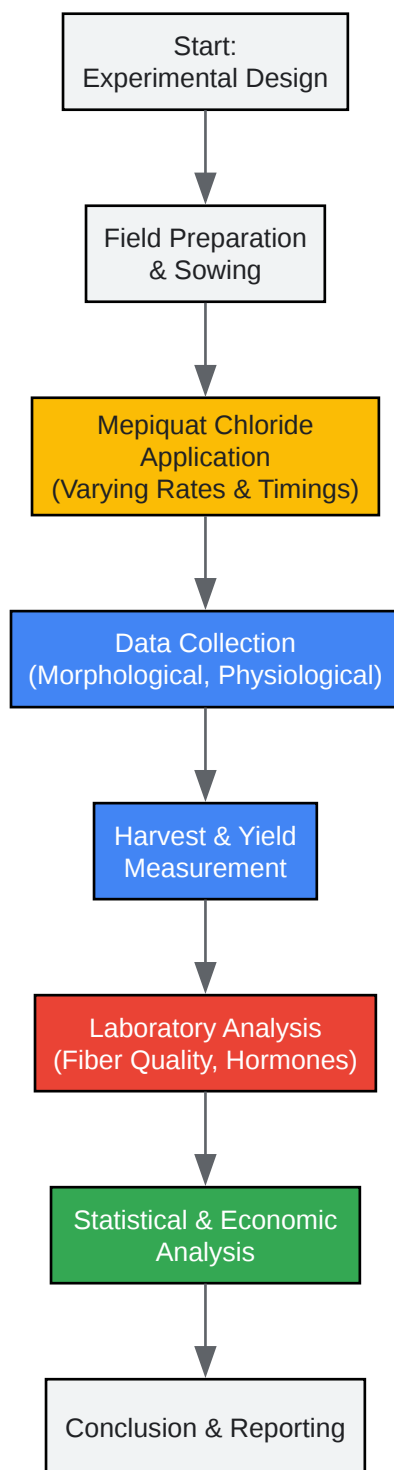 Start:
Experimental Design
Field Preparation
& Sowing
Mepiquat Chloride
Application
(Varying Rates & Timings)
Data Collection
(Morphological, Physiological)
Harvest & Yield
Measurement
Laboratory Analysis
(Fiber Quality, Hormones)
Statistical & Economic
Analysis
Conclusion & Reporting